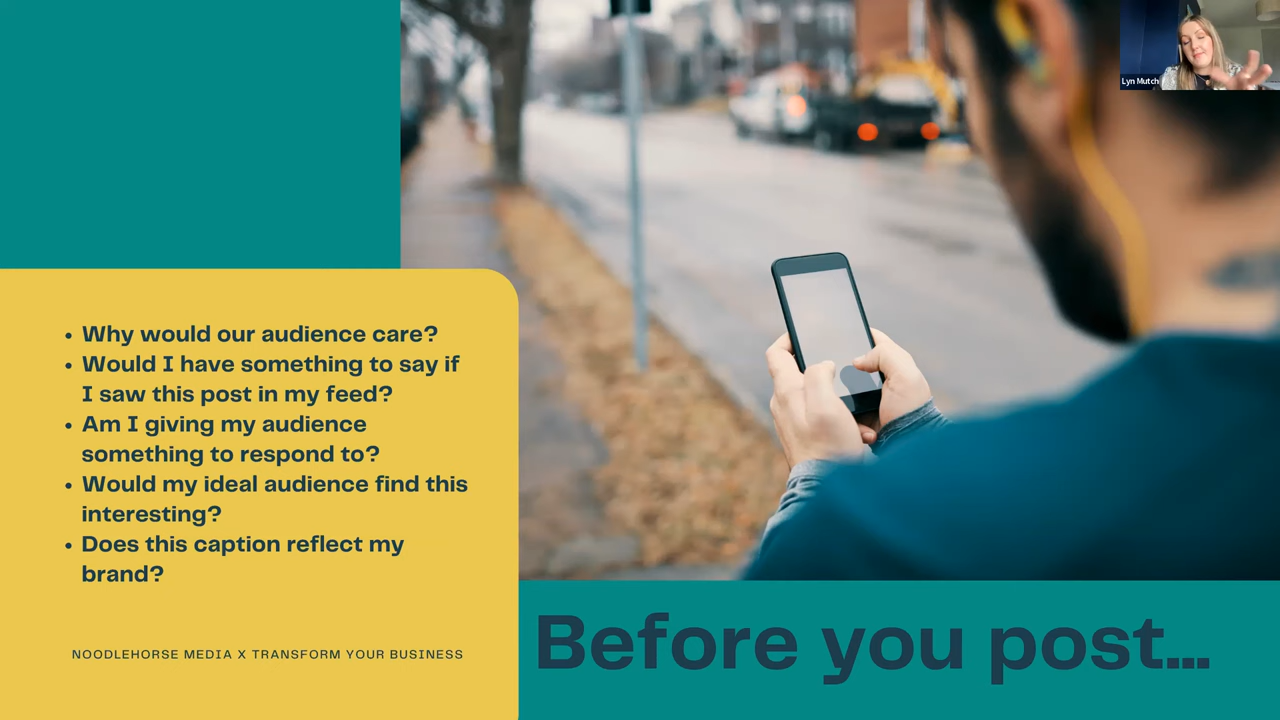 Lyn Mutch
• Why would our audience care?
• Would I have something to say if
I saw this post in my feed?
• Am I giving my audience
something to respond to?
• Would my ideal audience find this
interesting?
• Does this caption reflect my
brand?
NOODLEHORSE MEDIA X TRANSFORM YOUR BUSINESS
Before you post...